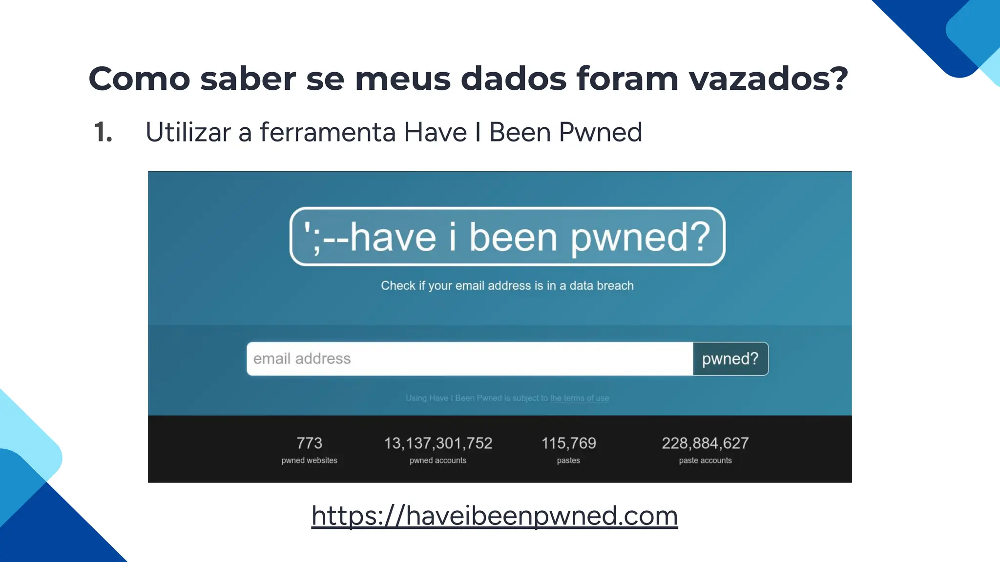 Como saber se meus dados foram vazados?
1. Utilizar a ferramenta Have I Been Pwned
';--have i been pwned?
Check if your email address is in a data breach
email address pwned?
Using Have I Been Pwned is subject to the terms of use
773 13,137,301,752 115,769 228,884,627
pwned websites pwned accounts pastes paste accounts
https://haveibeenpwned.com